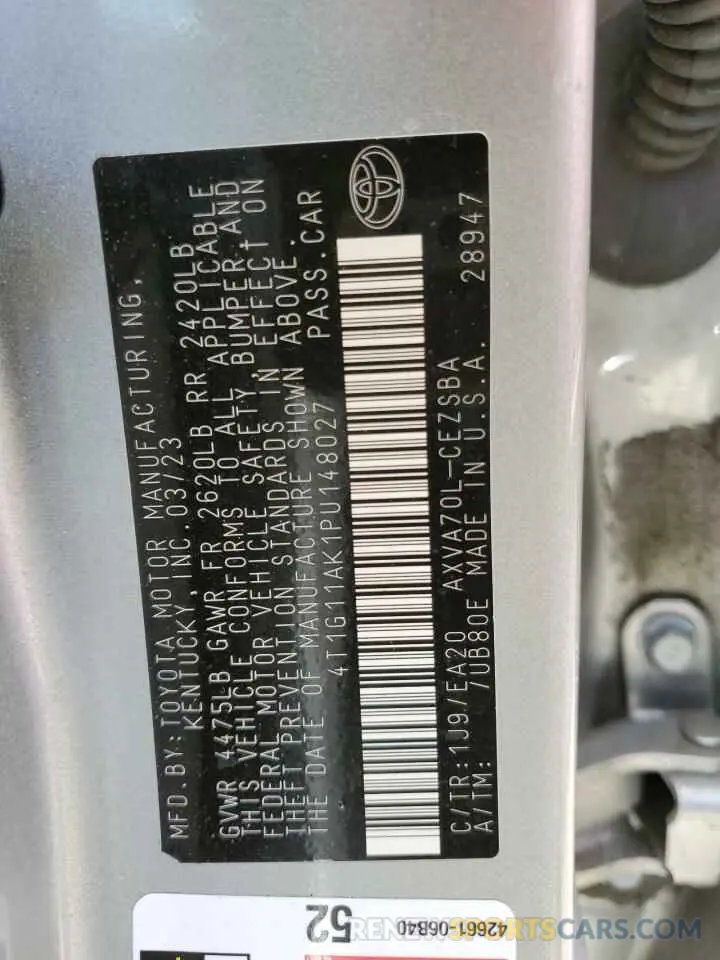 MFD.BY: TOYOTA MOTOR MANUFACTURING,
KENTUCKY, INC. 03/23
GVWR 4475LB GAWR FR 2620LB RR 2420LB
THIS VEHICLE CONFORMS TO ALL APPLICABLE
FEDERAL MOTOR VEHICLE SAFETY, BUMPER, AND
THEFT PREVENTION STANDARDS IN EFFECT ON
THE DATE OF MANUFACTURE SHOWN ABOVE.
4T1G11AK1PU148027 PASS.CAR
C/TR: 1J9/EA20 AXVA70L-CEZSBA
A/TM: /UB80E MADE IN U.S.A. 28947
52
42661-06B40
RENEWSPORTSCARS.COM